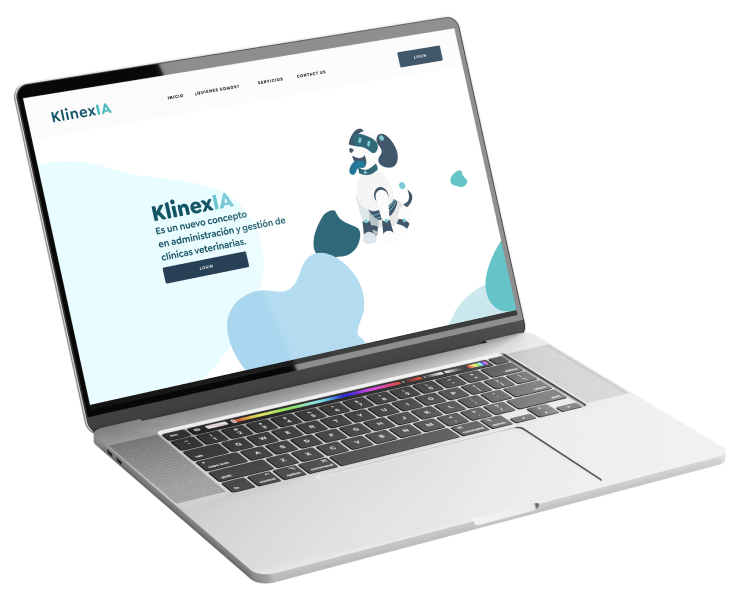 KlinexIA
INICIO ¿QUIENES SOMOS? SERVICIOS CONTACT US
LOGIN
KlinexIA
Es un nuevo concepto
en administración y gestión de
clínicas veterinarias.
LOGIN